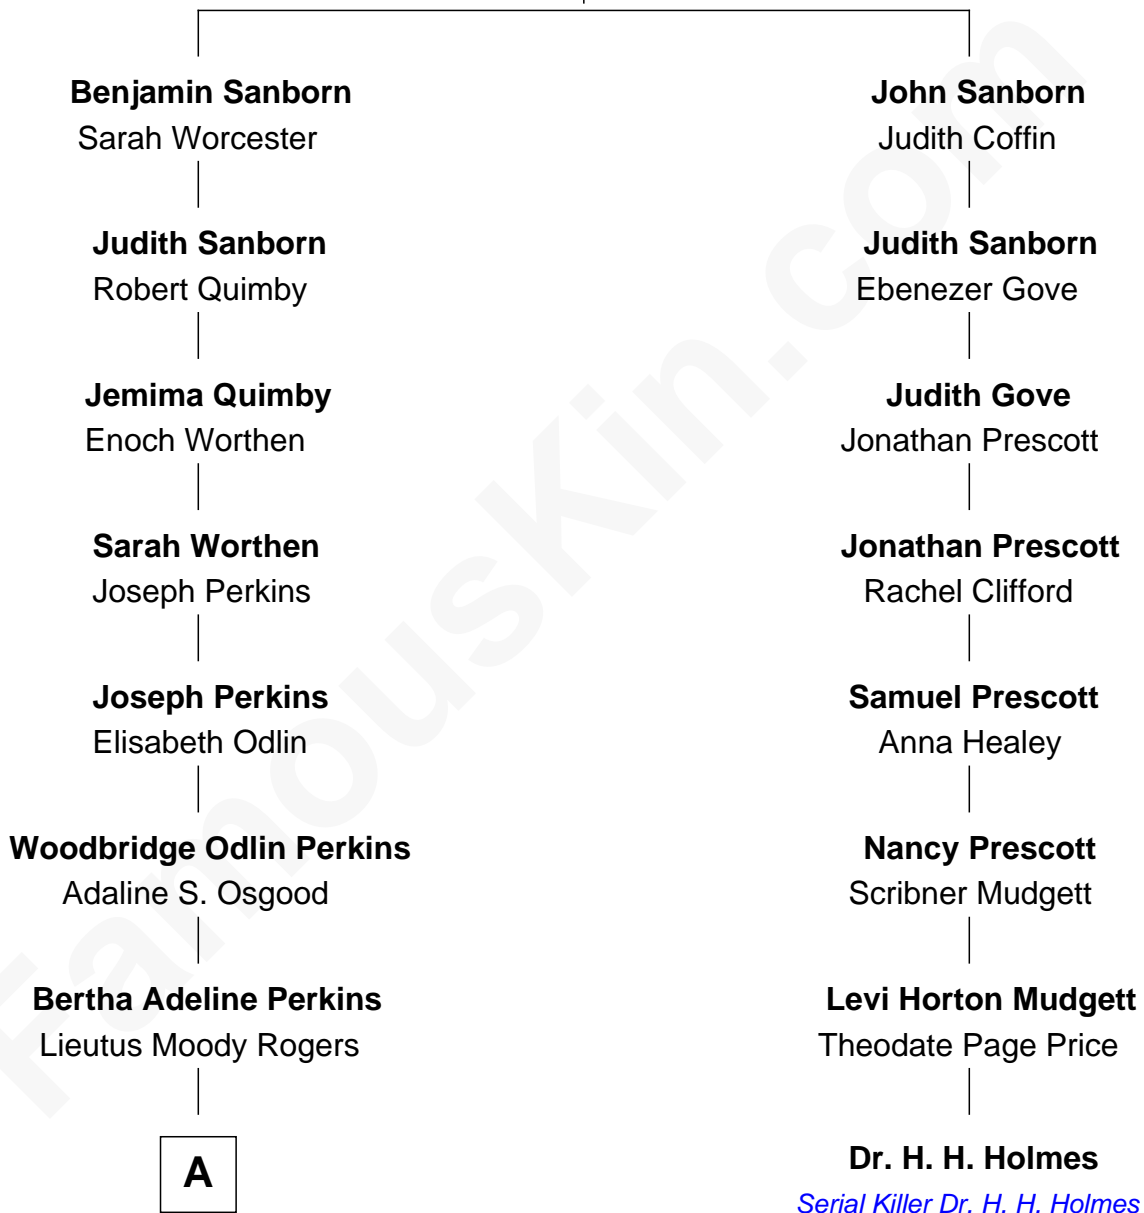 Benjamin Sanborn
Sarah Worcester
Judith Sanborn
Robert Quimby
Jemima Quimby
Enoch Worthen
Sarah Worthen
Joseph Perkins
Joseph Perkins
Elisabeth Odlin
Woodbridge Odlin Perkins
Adaline S. Osgood
Bertha Adeline Perkins
Lieutus Moody Rogers
A
John Sanborn
Judith Coffin
Judith Sanborn
Ebenezer Gove
Judith Gove
Jonathan Prescott
Jonathan Prescott
Rachel Clifford
Samuel Prescott
Anna Healey
Nancy Prescott
Scribner Mudgett
Levi Horton Mudgett
Theodate Page Price
Dr. H. H. Holmes
Serial Killer Dr. H. H. Holmes
FamousKin.com